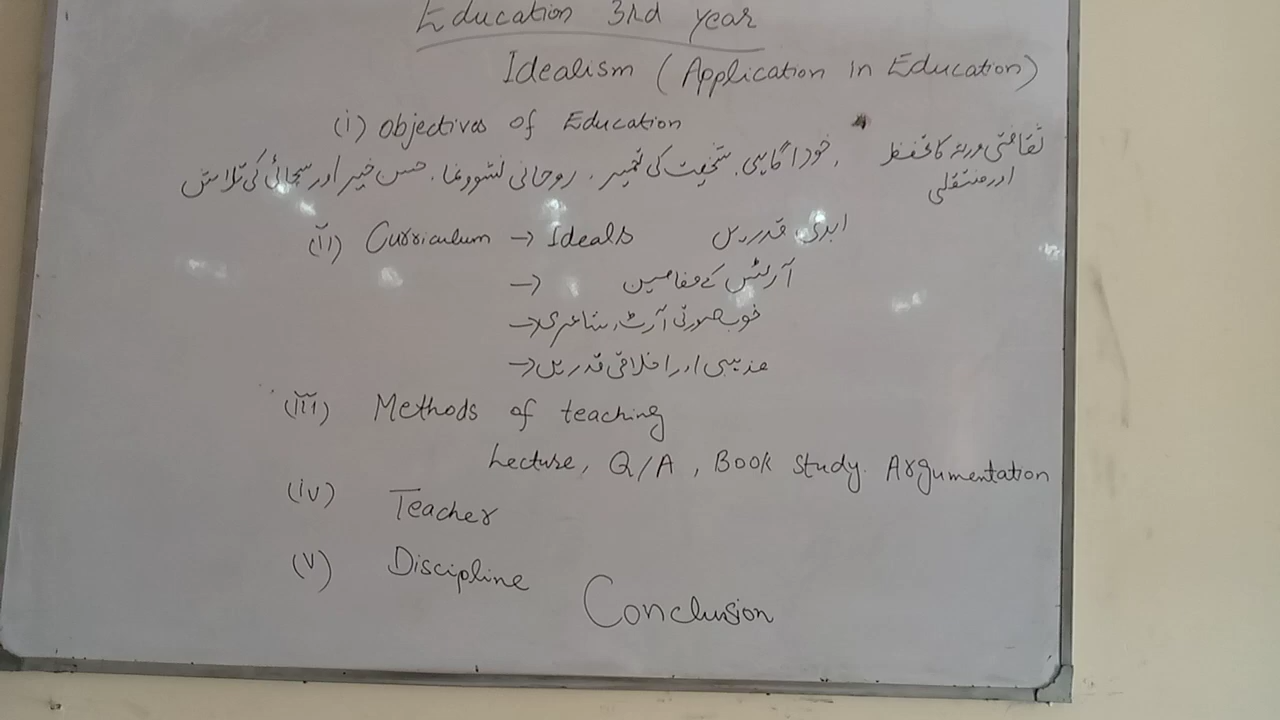 Education 3rd year
Idealism (Application in Education)
(i) Objectives of Education
ثقافتی ورثہ کا تحفظ اور منتقلی
خود آگاہی، شخصیت کی تعمیر، روحانی نشوونما، حسن خیر اور سچائی کی تلاش
(ii) Curriculum → Ideals ابدی قدریں
→ آرٹس کے مضامین
→ خوبصورتی آرٹ، شاعری
→ مذہبی اور اخلاقی قدریں
(iii) Methods of teaching
Lecture, Q/A, Book Study. Argumentation
(iv) Teacher
(v) Discipline
Conclusion